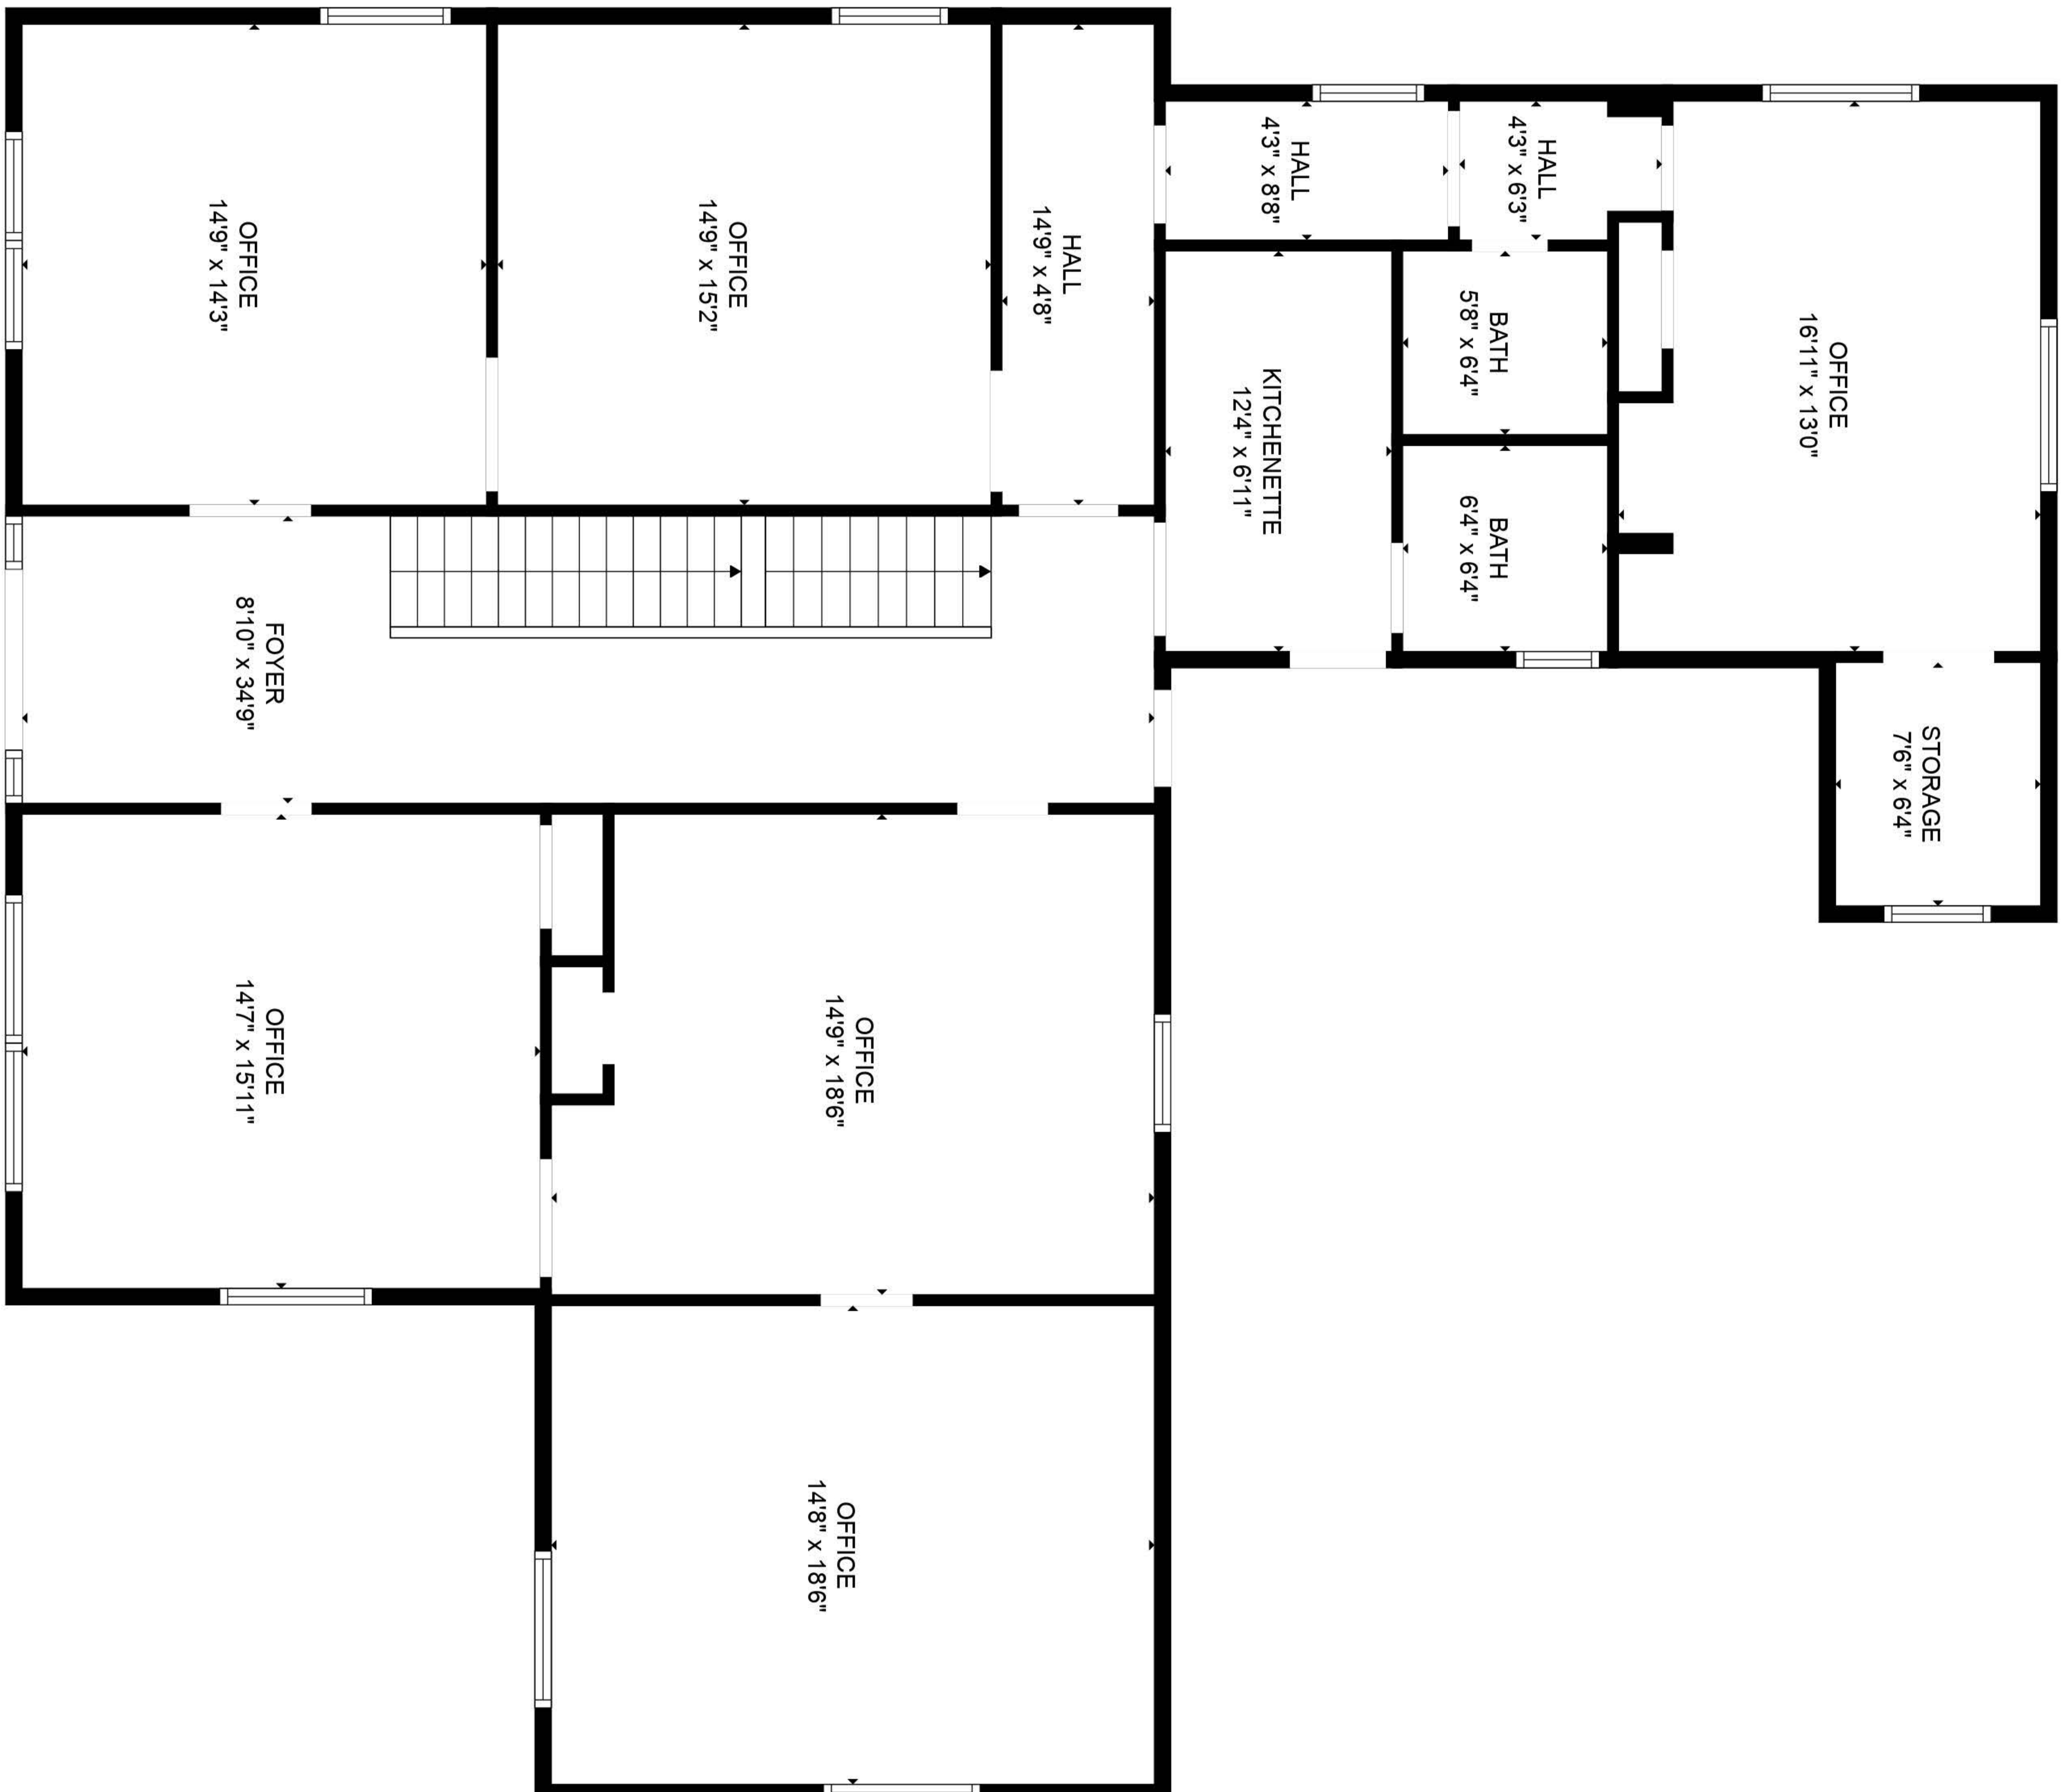 OFFICE
14'9" x 14'3"
OFFICE
14'9" x 15'2"
HALL
14'9" x 4'8"
HALL
4'3" x 8'8"
HALL
4'3" x 6'3"
OFFICE
16'11" x 13'0"
BATH
5'8" x 6'4"
KITCHENETTE
12'4" x 6'11"
BATH
6'4" x 6'4"
FOYER
8'10" x 34'9"
STORAGE
7'6" x 6'4"
OFFICE
14'7" x 15'11"
OFFICE
14'9" x 18'6"
OFFICE
14'8" x 18'6"